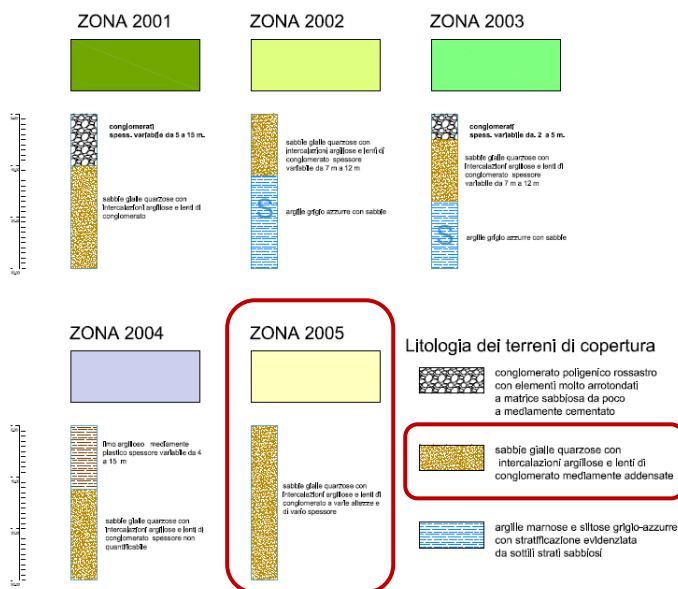 ZONA 2001
ZONA 2002
ZONA 2003
conglomerati
spess. variabile da 5 a 15 m.
sabbie gialle quarzose con
intercalazioni argillose e lenti di
conglomerato
sabbie gialle quarzose con
intercalazioni argillose e lenti di
conglomerato spessore
variabile da 7 m a 12 m
argille grigio azzurre con sabbie
S
conglomerati
spess. variabile da. 2 a 5 m.
sabbie gialle quarzose con
intercalazioni argillose e lenti di
conglomerato spessore
variabile da 7 m a 12 m
argille grigio azzurre con sabbie
S
ZONA 2004
ZONA 2005
limo argilloso mediamente
plastico spessore variabile da 4
a 15 m
sabbie gialle quarzose con
intercalazioni argillose e lenti di
conglomerato spessore non
quantificabile
sabbie gialle quarzose con
intercalazioni argillose e lenti di
conglomerato a varie altezze e
di vario spessore
Litologia dei terreni di copertura
conglomerato poligenico rossastro
con elementi molto arrotondati
a matrice sabbiosa da poco
a mediamente cementato
sabbie gialle quarzose con
intercalazioni argillose e lenti di
conglomerato mediamente addensate
argille marnose e siltose grigio-azzurre
con stratificazione evidenziata
da sottili strati sabbiosi